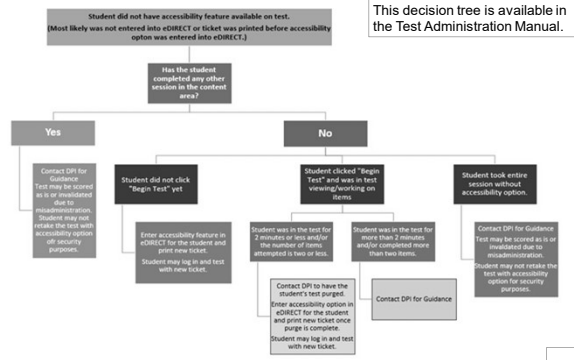 This decision tree is available in
the Test Administration Manual.
Student did not have accessibility feature available on test.
(Most likely was not entered into eDIRECT or ticket was printed before accessibility
opton was entered into eDIRECT.)
Has the student
completed any other
session in the content
area?
Yes
No
Contact DPI for
Guidance
Test may be scored
as is or invalidated
due to
misadministration.
Student may not
retake the test with
accessibility option
ofr security
purposes.
Student did not click
"Begin Test" yet
Enter accessibility feature in
eDIRECT for the student and
print new ticket.
Student may log in and test
with new ticket.
Student clicked "Begin
Test" and was in test
viewing/working on
items
Student was in the test for
2 minutes or less and/or
the number of items
attempted is two or less.
Contact DPI to have the
student's test purged.
Enter accessibility option in
eDIRECT for the student
and print new ticket once
purge is complete.
Student may log in and test
with new ticket.
Student was in the test for
more than 2 minutes
and/or completed more
than two items.
Contact DPI for Guidance
Student took entire
session without
accessibility option.
Contact DPI for Guidance
Test may be scored as is or
invalidated due to
misadministration.
Student may not retake the
test with accessibility
option for security
purposes.